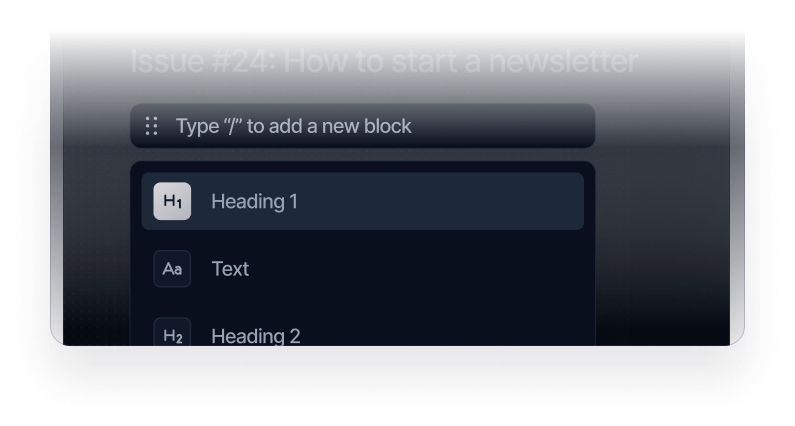 Issue #24: How to start a newsletter
Type “/” to add a new block
H1 Heading 1
Aa Text
H2 Heading 2